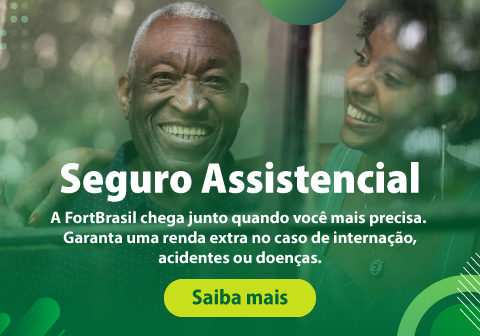 Seguro Assistencial
A FortBrasil chega junto quando você mais precisa.
Garanta uma renda extra no caso de internação,
acidentes ou doenças.
Saiba mais